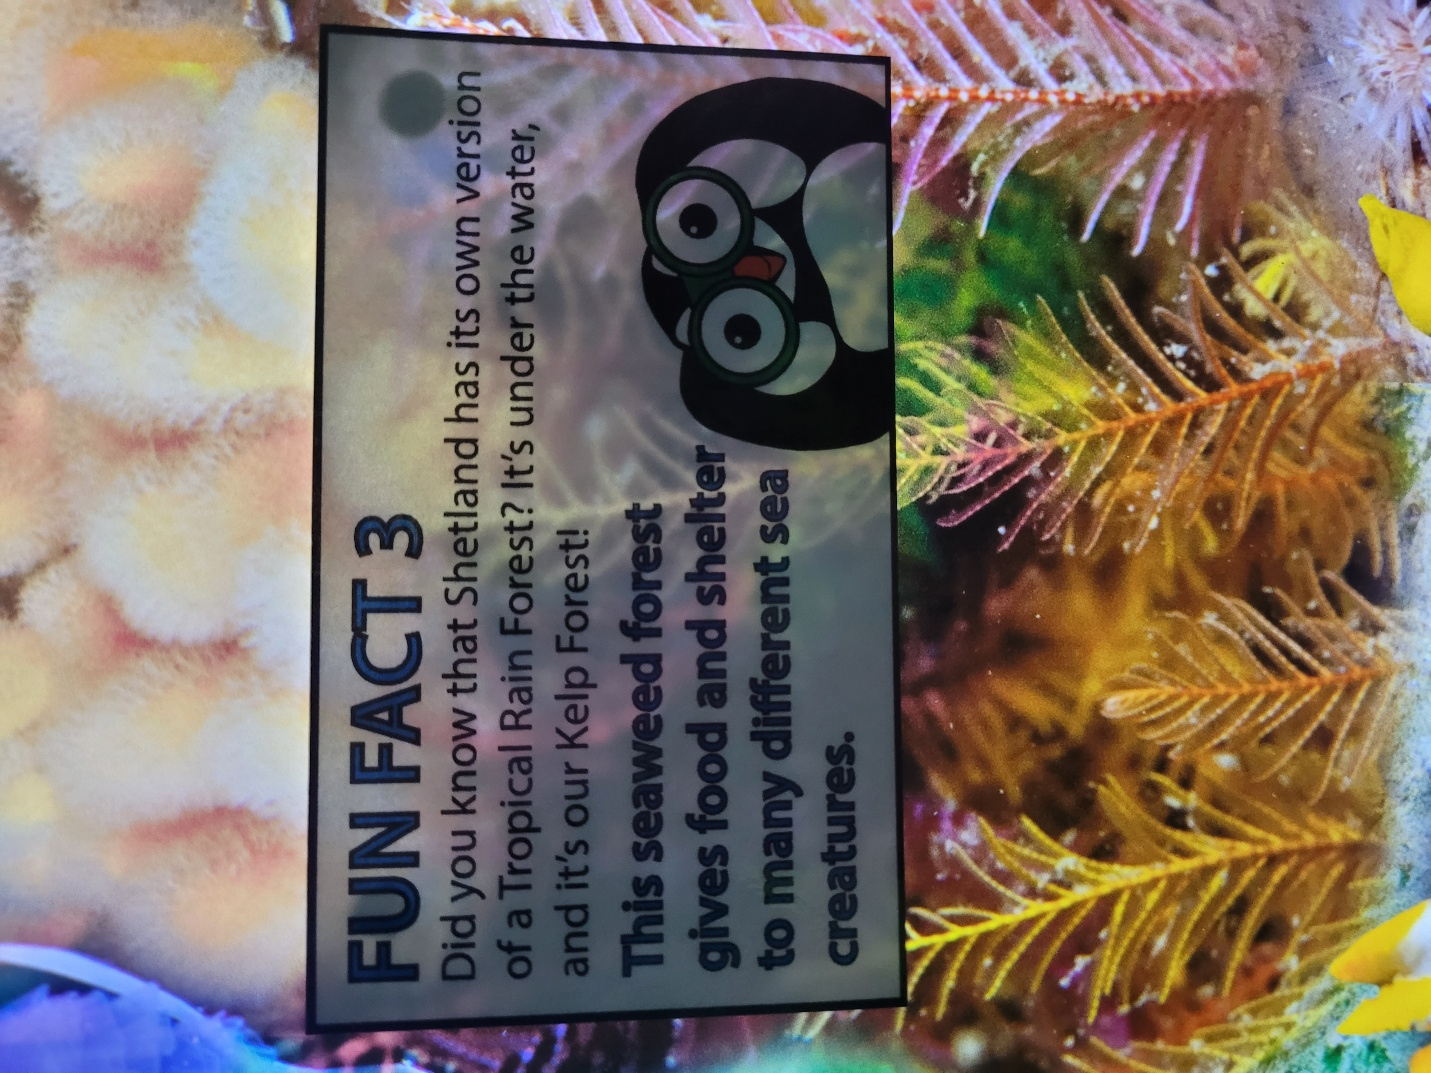 FUN FACT 3
Did you know that Shetland has its own version
of a Tropical Rain Forest? It's under the water,
and it's our Kelp Forest!
This seaweed forest
gives food and shelter
to many different sea
creatures.